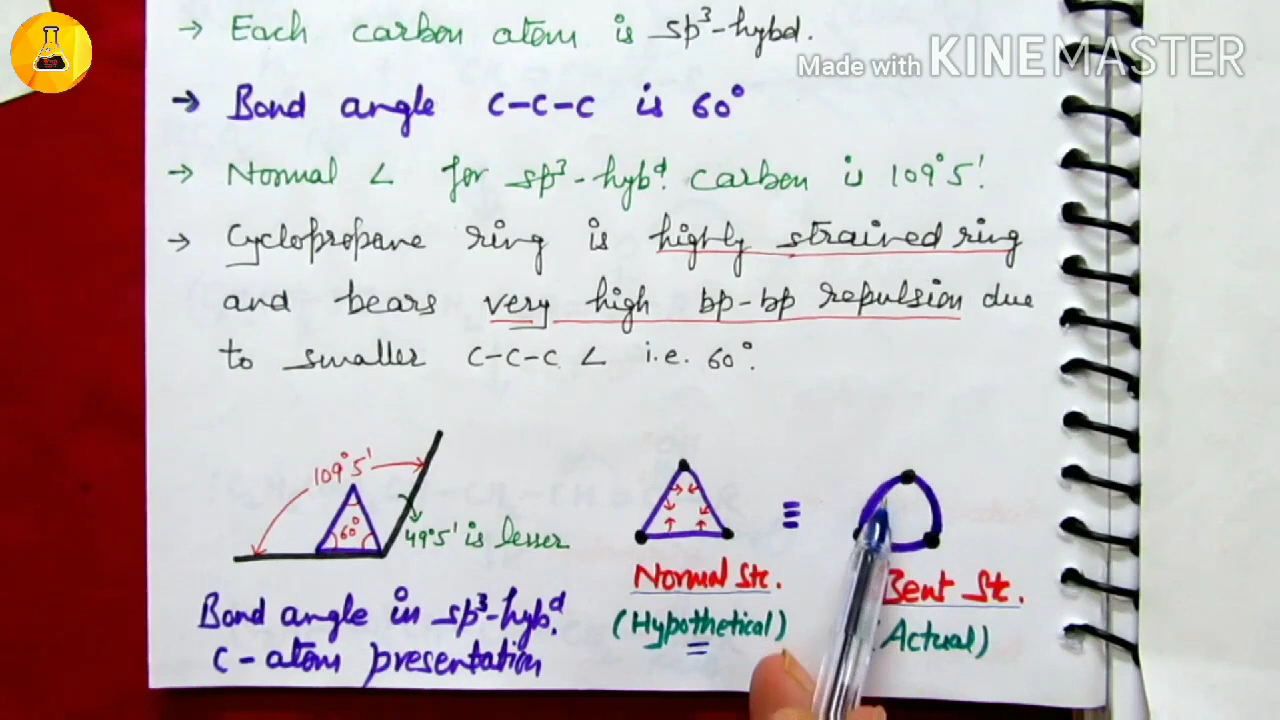 → Each carbon atom is sp³-hybd.
Made with KINEMASTER
→ Bond angle C-C-C is 60°
→ Normal ∠ for sp³-hybᵈ. carbon is 109°5'.
→ Cyclopropane ring is highly strained ring
and bears very high bp-bp repulsion due
to smaller C-C-C ∠ i.e. 60°.
109°5'
60°
49°5' is lesser
Bond angle in sp³-hybᵈ.
C-atom presentation
≡
Normal Str.
(Hypothetical)
Bent St.
(Actual)